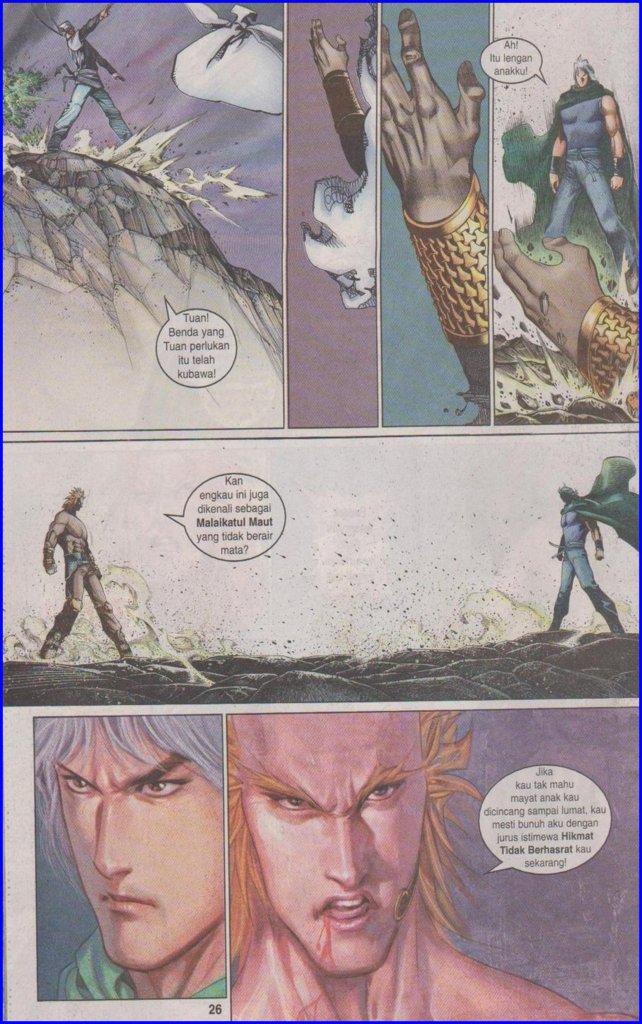 Ah!
Itu lengan
anakku!
Tuan!
Benda yang
Tuan perlukan
itu telah
kubawa!
Kan
engkau ini juga
dikenali sebagai
Malaikatul Maut
yang tidak berair
mata?
Jika
kau tak mahu
mayat anak kau
dicincang sampai lumat, kau
mesti bunuh aku dengan
jurus istimewa Hikmat
Tidak Berhasrat kau
sekarang!
26